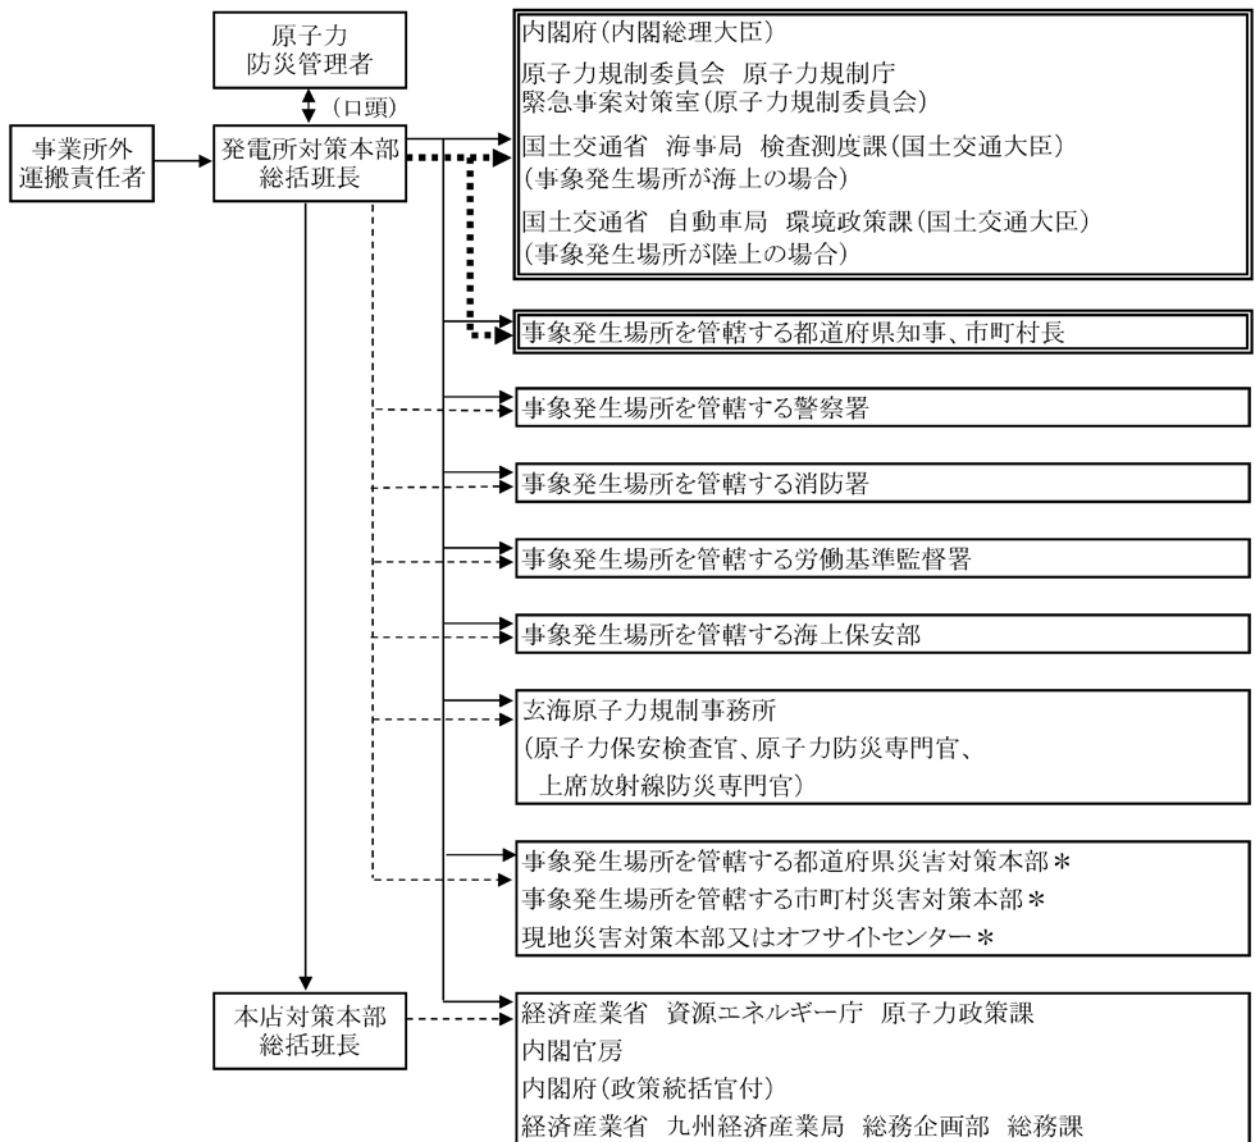 原子力
防災管理者
(口頭)
事業所外
運搬責任者
発電所対策本部
総括班長
内閣府(内閣総理大臣)
原子力規制委員会 原子力規制庁
緊急事案対策室(原子力規制委員会)
国土交通省 海事局 検査測度課(国土交通大臣)
(事象発生場所が海上の場合)
国土交通省 自動車局 環境政策課(国土交通大臣)
(事象発生場所が陸上の場合)
事象発生場所を管轄する都道府県知事、市町村長
事象発生場所を管轄する警察署
事象発生場所を管轄する消防署
事象発生場所を管轄する労働基準監督署
事象発生場所を管轄する海上保安部
玄海原子力規制事務所
(原子力保安検査官、原子力防災専門官、
上席放射線防災専門官)
事象発生場所を管轄する都道府県災害対策本部*
事象発生場所を管轄する市町村災害対策本部*
現地災害対策本部又はオフサイトセンター*
本店対策本部
総括班長
経済産業省 資源エネルギー庁 原子力政策課
内閣官房
内閣府(政策統括官付)
経済産業省 九州経済産業局 総務企画部 総務課